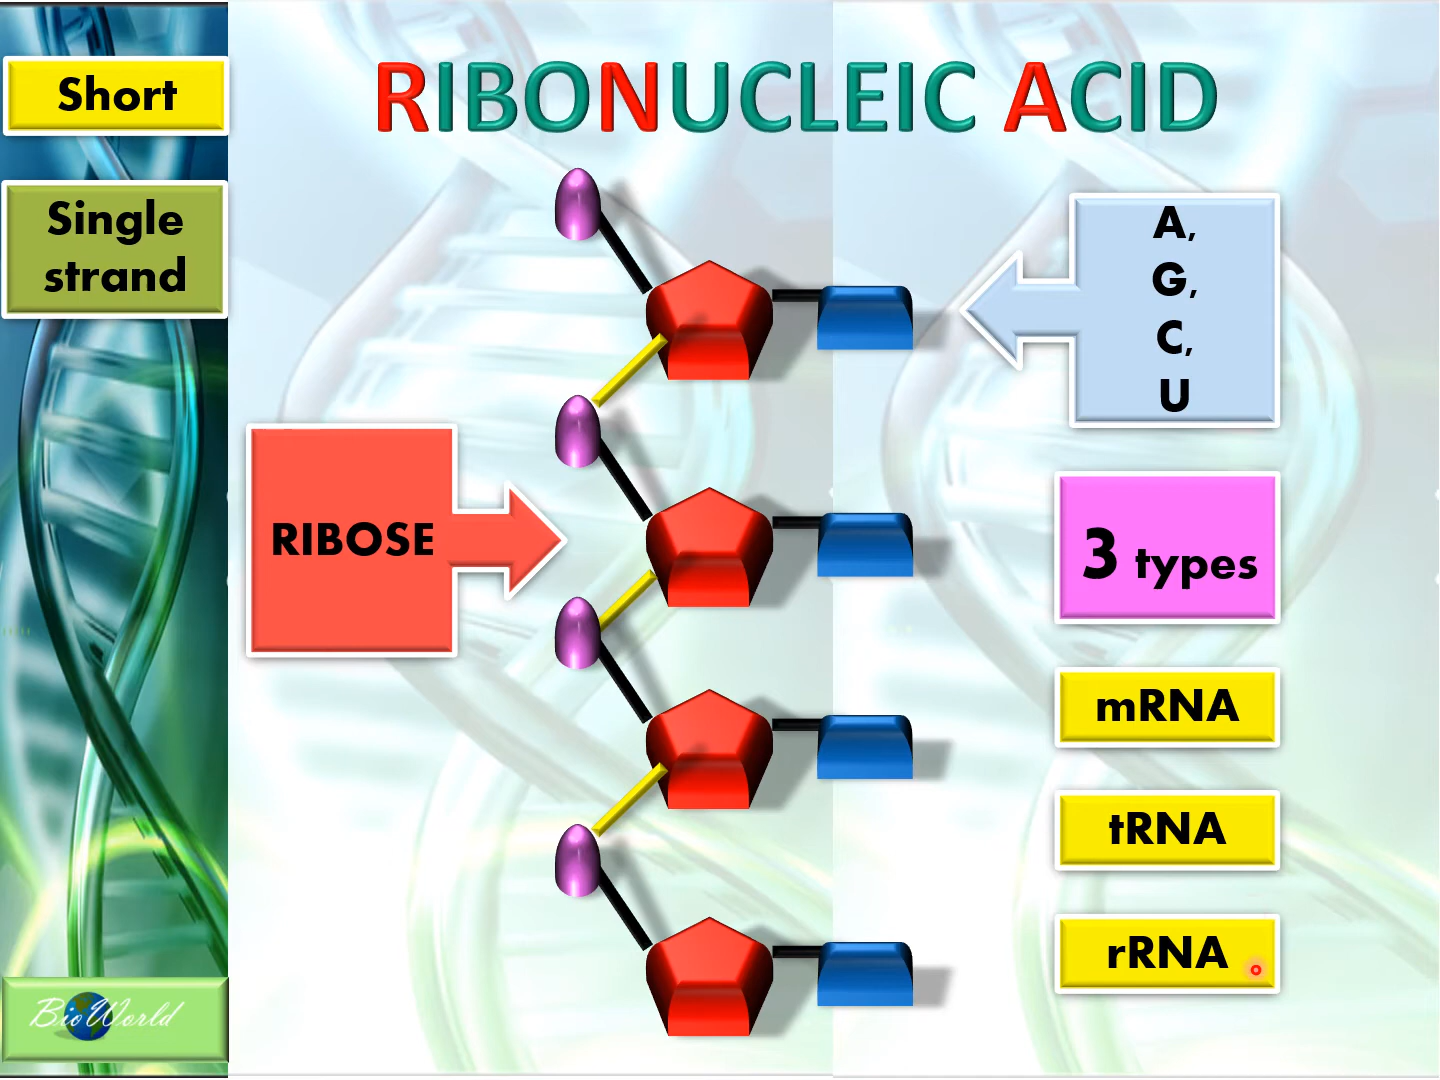 RIBONUCLEIC ACID
Short
Single
strand
A,
G,
C,
U
RIBOSE
3 types
mRNA
tRNA
rRNA
BioWorld